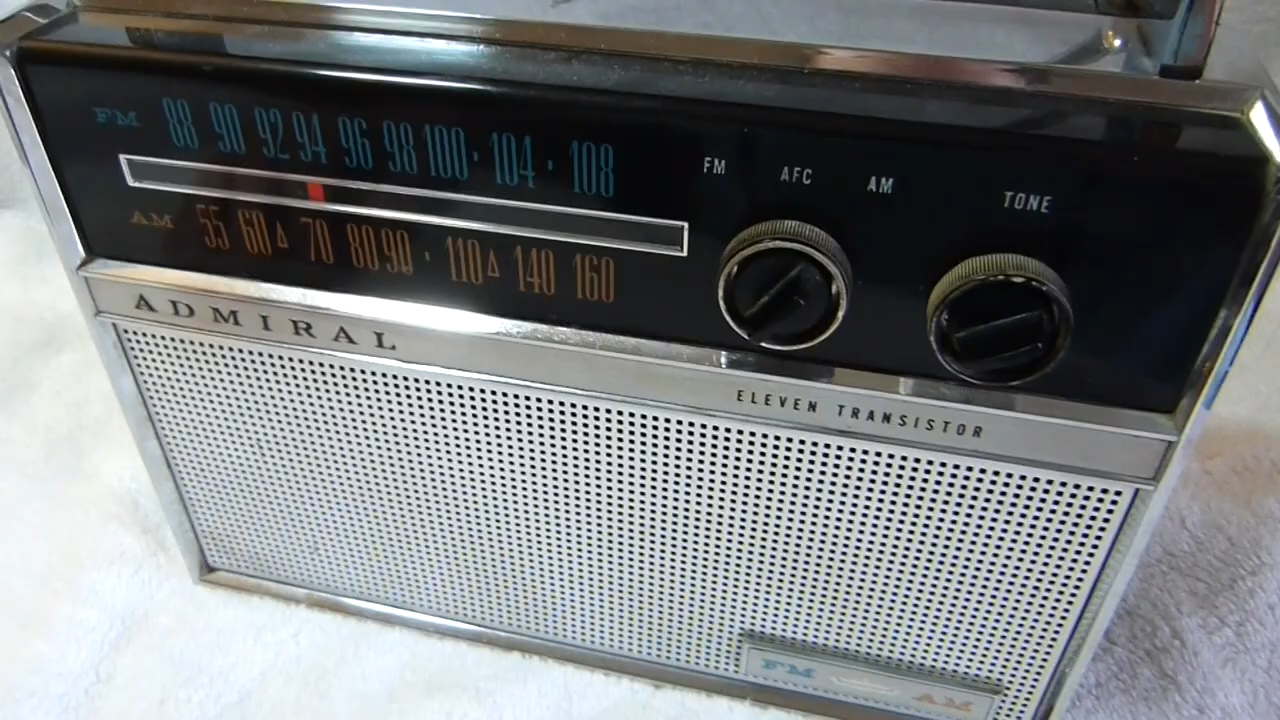 FM 88 90 92 94 96 98 100 · 104 · 108
FM AFC AM
TONE
AM 55 60 ▵ 70 80 90 · 110 ▵ 140 160
ADMIRAL
ELEVEN TRANSISTOR
FM AM